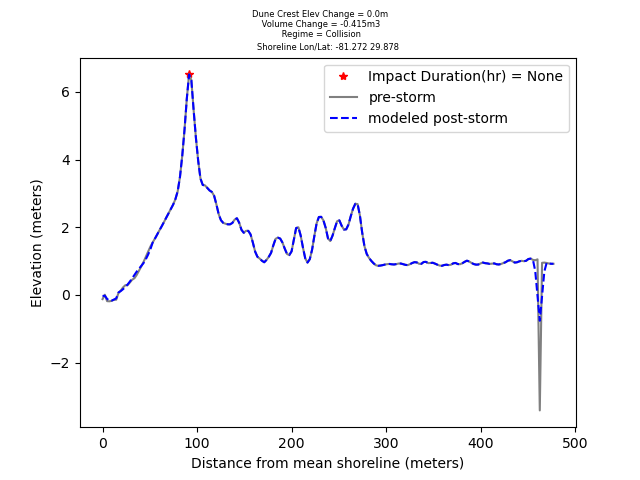 Dune Crest Elev Change = 0.0m
Volume Change = -0.415m3
Regime = Collision
Shoreline Lon/Lat: -81.272 29.878
Impact Duration(hr) = None
pre-storm
modeled post-storm
Elevation (meters)
6
4
2
0
−2
0 100 200 300 400 500
Distance from mean shoreline (meters)